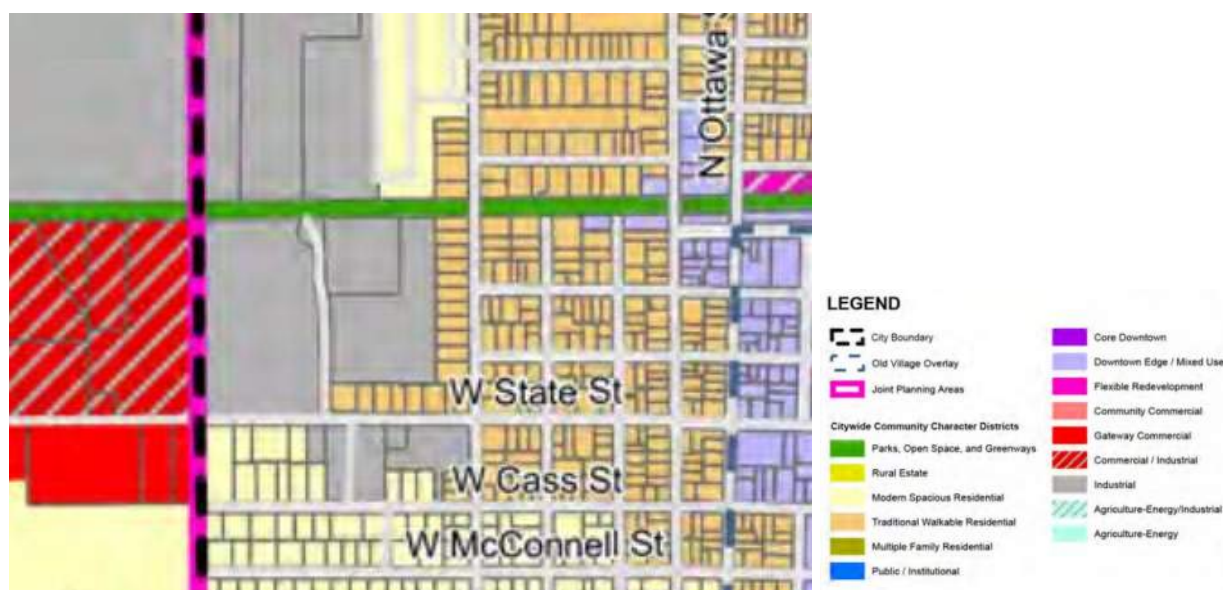 N Ottawa S
W State St
W Cass St
W McConnell St
LEGEND
City Boundary
Old Village Overlay
Joint Planning Areas
Citywide Community Character Districts
Parks, Open Space, and Greenways
Rural Estate
Modern Spacious Residential
Traditional Walkable Residential
Multiple Family Residential
Public / Institutional
Core Downtown
Downtown Edge / Mixed Use
Flexible Redevelopment
Community Commercial
Gateway Commercial
Commercial / Industrial
Industrial
Agriculture-Energy/Industrial
Agriculture-Energy